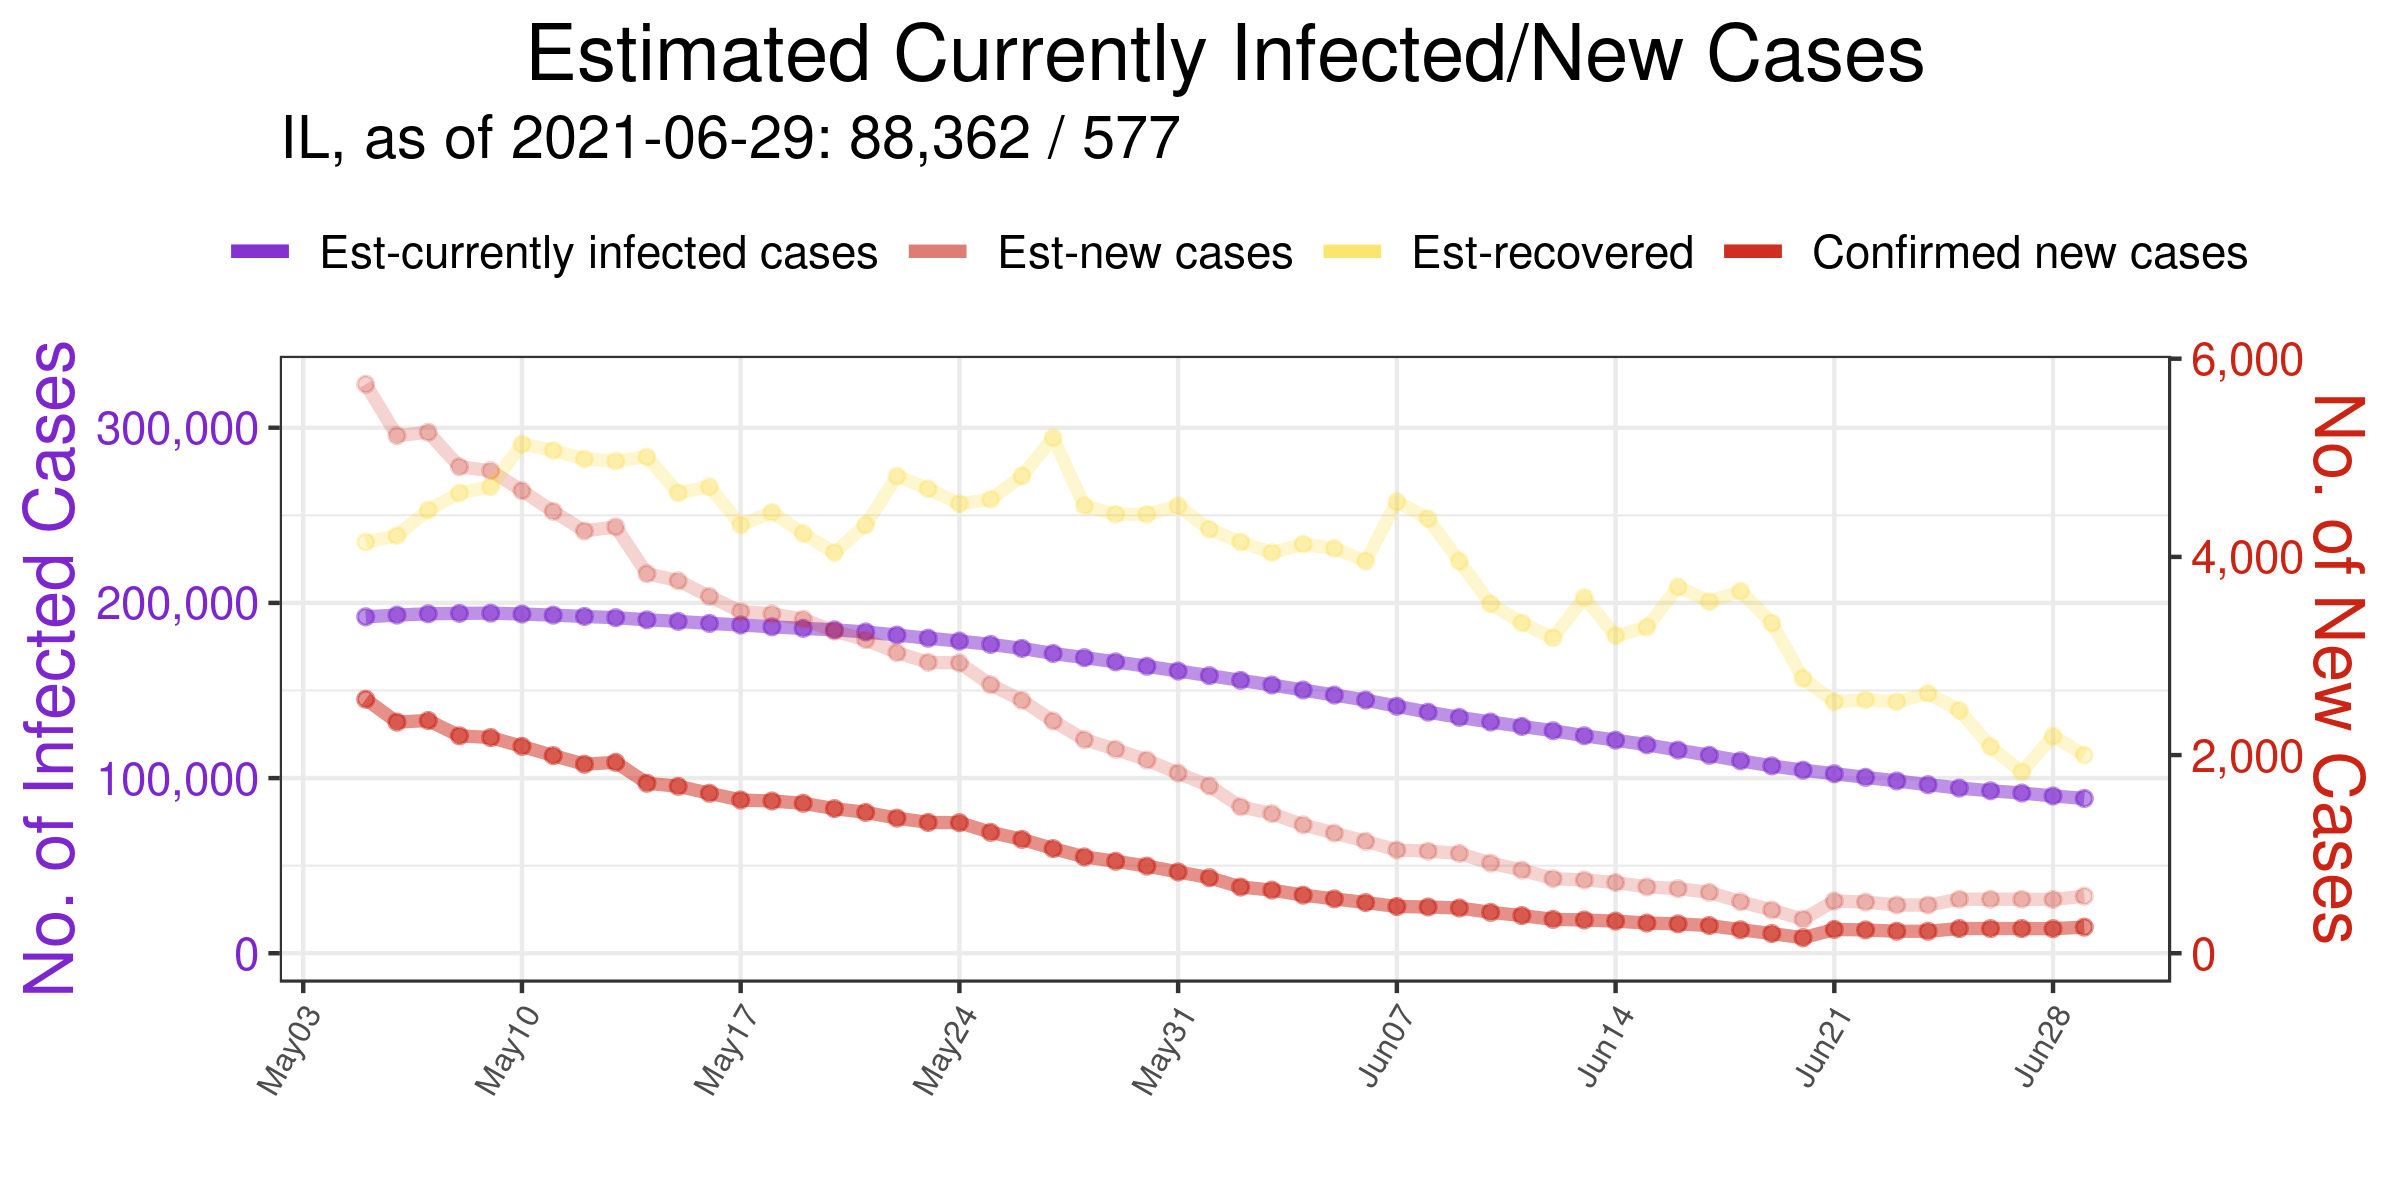 Estimated Currently Infected/New Cases
IL, as of 2021-06-29: 88,362 / 577
Est-currently infected cases Est-new cases Est-recovered Confirmed new cases
No. of Infected Cases
300,000
200,000
100,000
0
6,000
4,000
2,000
0
No. of New Cases
May03 May10 May17 May24 May31 Jun07 Jun14 Jun21 Jun28